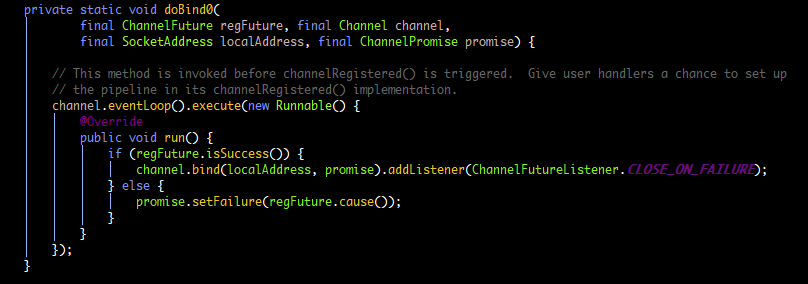 private static void doBind0(
final ChannelFuture regFuture, final Channel channel,
final SocketAddress localAddress, final ChannelPromise promise) {
// This method is invoked before channelRegistered() is triggered.  Give user handlers a chance to set up
// the pipeline in its channelRegistered() implementation.
channel.eventLoop().execute(new Runnable() {
@Override
public void run() {
if (regFuture.isSuccess()) {
channel.bind(localAddress, promise).addListener(ChannelFutureListener.CLOSE_ON_FAILURE);
} else {
promise.setFailure(regFuture.cause());
}
}
});
}